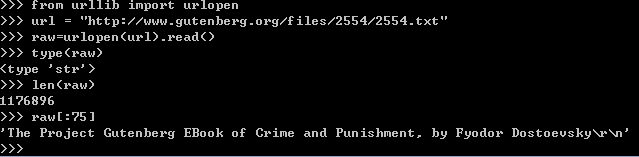 >>> from urllib import urlopen
>>> url = "http://www.gutenberg.org/files/2554/2554.txt"
>>> raw=urlopen(url).read()
>>> type(raw)
<type 'str'>
>>> len(raw)
1176896
>>> raw[:75]
'The Project Gutenberg EBook of Crime and Punishment, by Fyodor Dostoevsky\r\n'
>>>